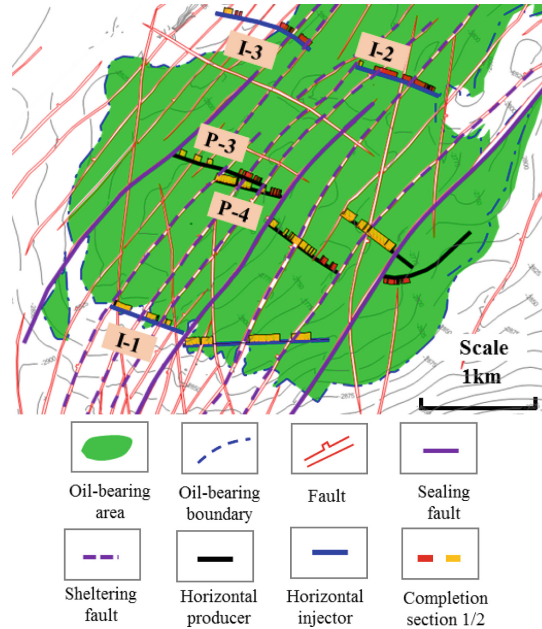 I-3
I-2
P-3
P-4
I-1
Scale
1km
Oil-bearing
area
Oil-bearing
boundary
Fault
Sealing
fault
Sheltering
fault
Horizontal
producer
Horizontal
injector
Completion
section 1/2